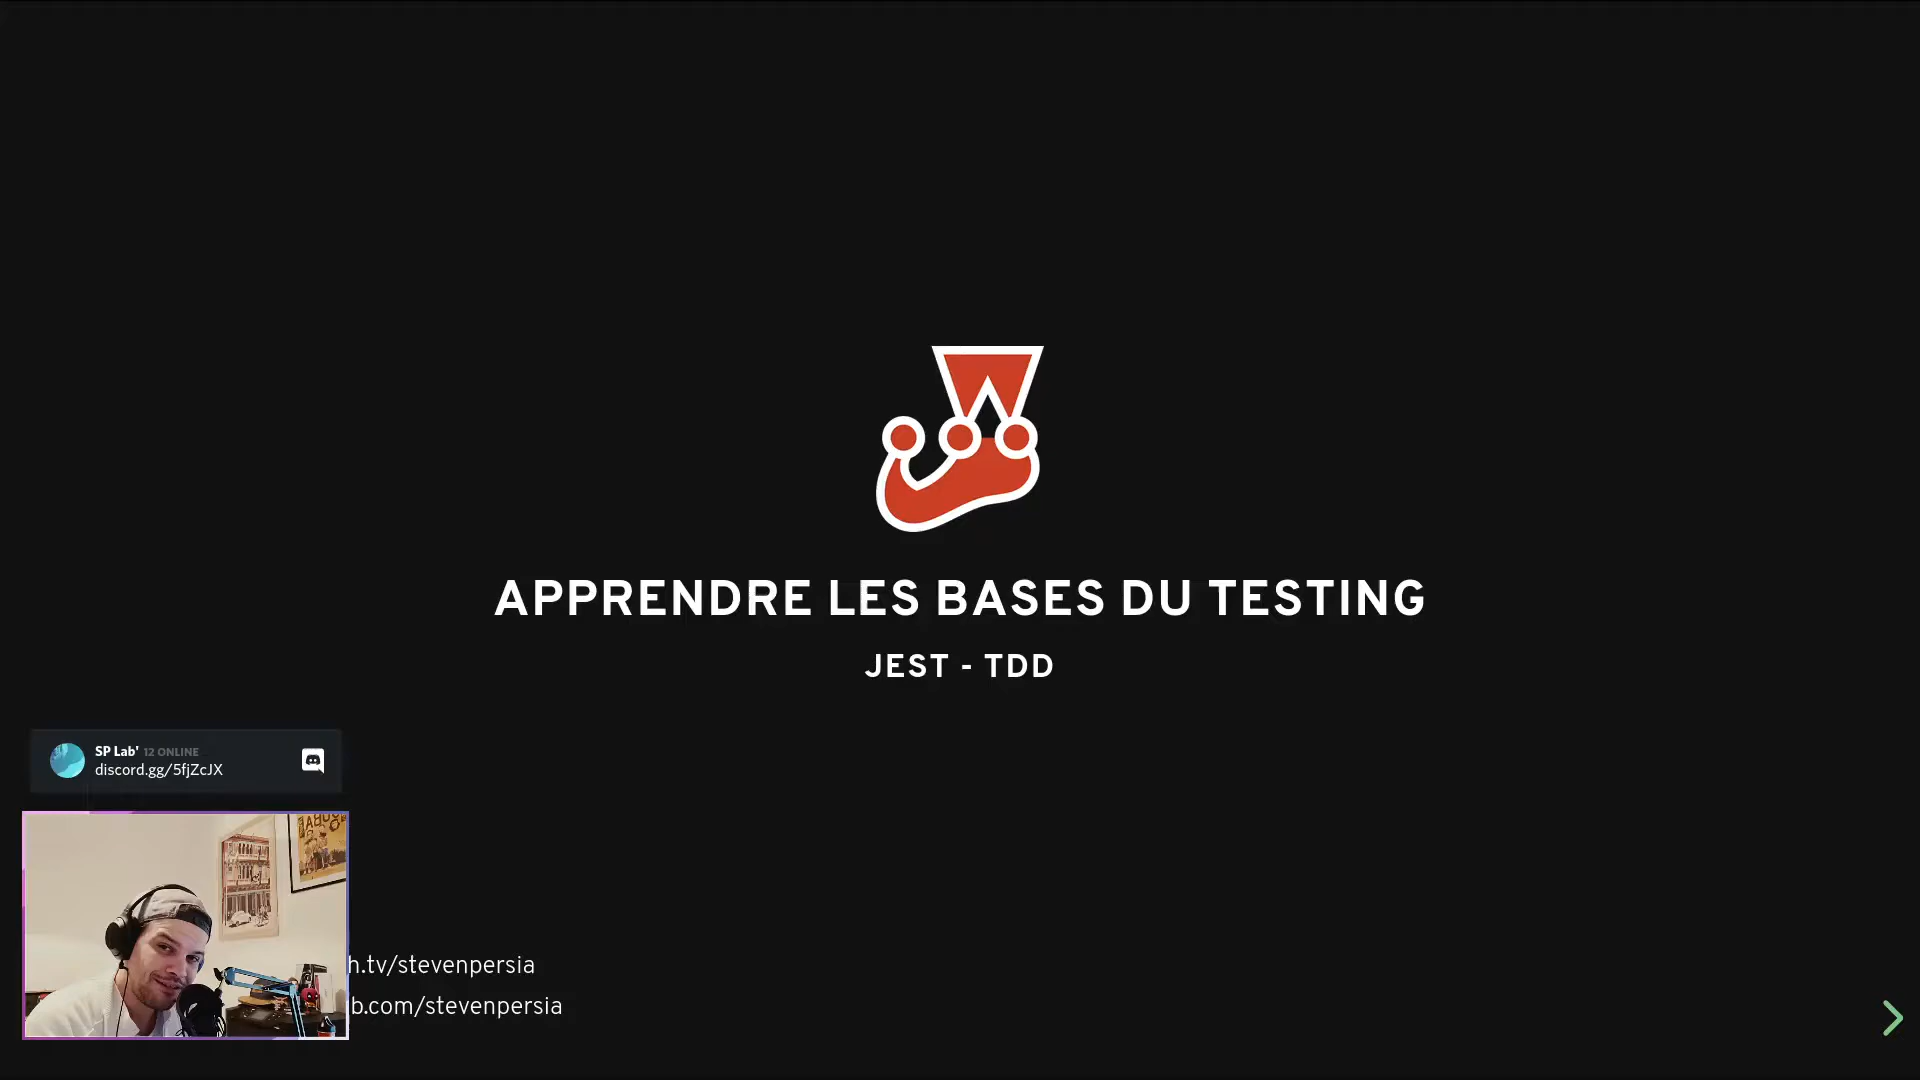 APPRENDRE LES BASES DU TESTING
JEST - TDD
SP Lab' 12 ONLINE
discord.gg/5fjZcJX
h.tv/stevenpersia
b.com/stevenpersia